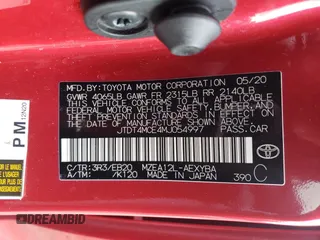 MFD.BY: TOYOTA MOTOR CORPORATION 05/20
GVWR 4065LB GAWR FR 2315LB RR 2140LB
THIS VEHICLE CONFORMS TO ALL APPLICABLE
FEDERAL MOTOR VEHICLE SAFETY, BUMPER, AND
THEFT PREVENTION STANDARDS IN EFFECT ON
THE DATE OF MANUFACTURE SHOWN ABOVE.
JTDT4MCE4MJ054997 PASS. CAR
C/TR: 3R3/EB20 MZEA12L-AEXYBA
A/TM: /K120 MADE IN JAPAN 390 C
TOYOTA
PM
DREAMBID